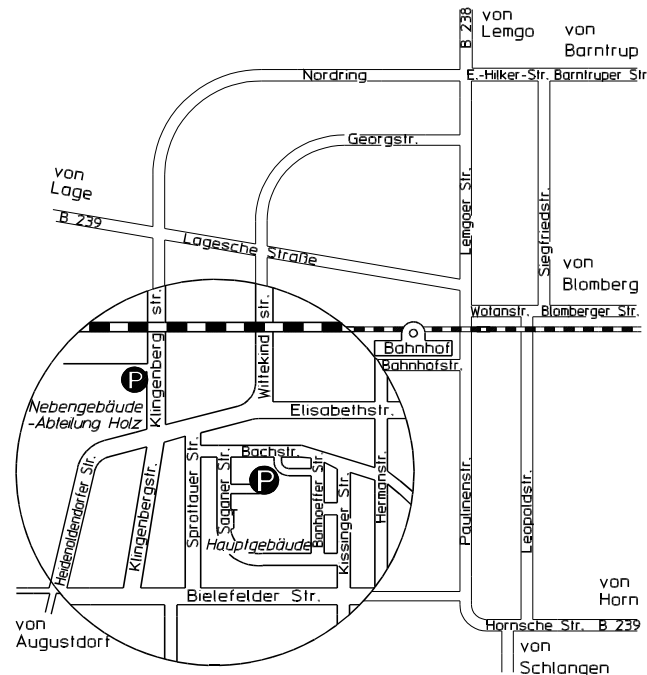 B 238
von
Lemgo
von
Barntrup
Nordring
E.-Hilker-Str.
Barntruper Str
Georgstr.
von
Lage
B 239
Lagesche Straße
Lemgoer Str.
Siegfriedstr.
von
Blomberg
Klingenberg str.
Wittekind str.
Wotanstr.
Blomberger Str.
Bahnhof
Bahnhofstr.
P
Nebengebäude
-Abteilung Holz
Elisabethstr.
Heidenoldendorfer Str.
Klingenbergstr.
Sprottauer Str.
Saganer Str.
Bachstr.
P
Bonhoeffer Str.
Kissinger Str.
Hermanstr.
Paulinenstr.
Leopoldstr.
Hauptgebäude
Bielefelder Str.
von
Augustdorf
von
Horn
Hornsche Str. B 239
von
Schlangen